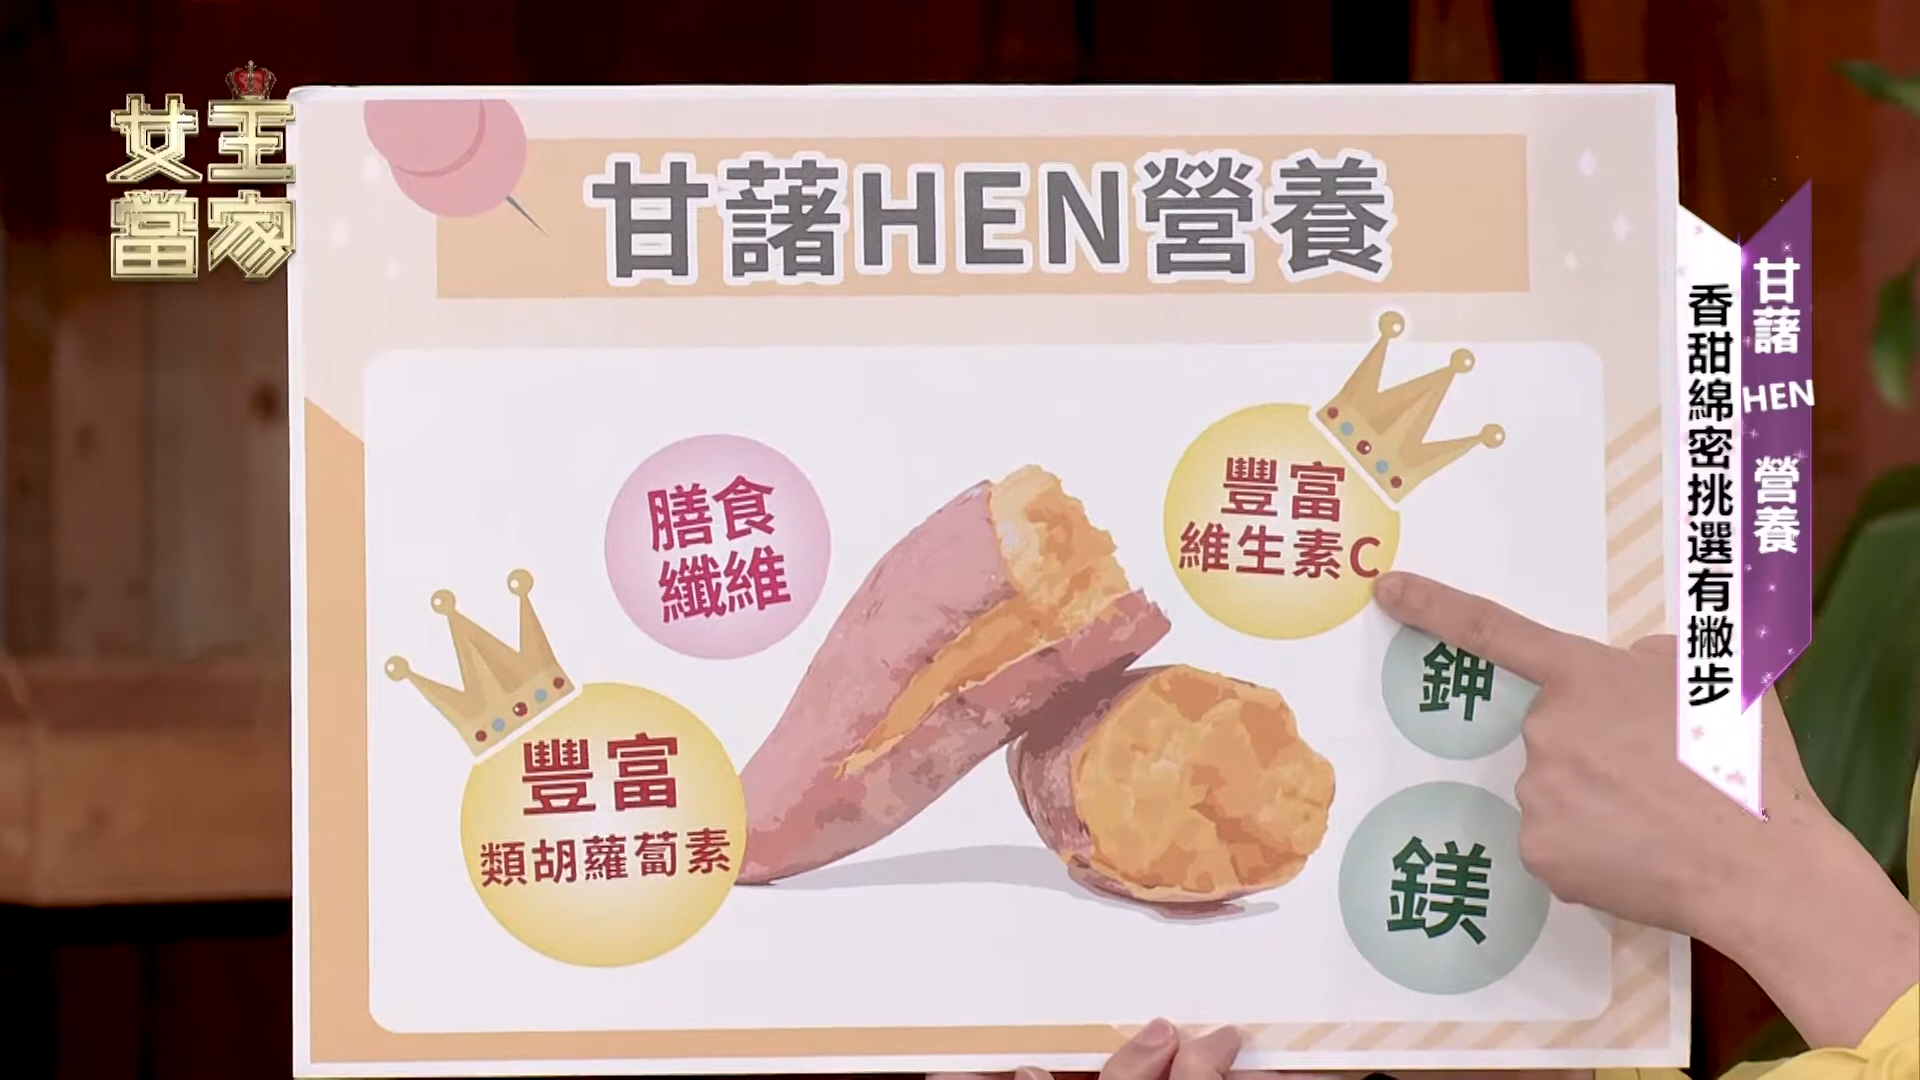 女王
當家
甘藷HEN營養
膳食
纖維
豐富
維生素C
鉀
豐富
類胡蘿蔔素
鎂
甘藷 HEN 營養
香甜綿密挑選有撇步